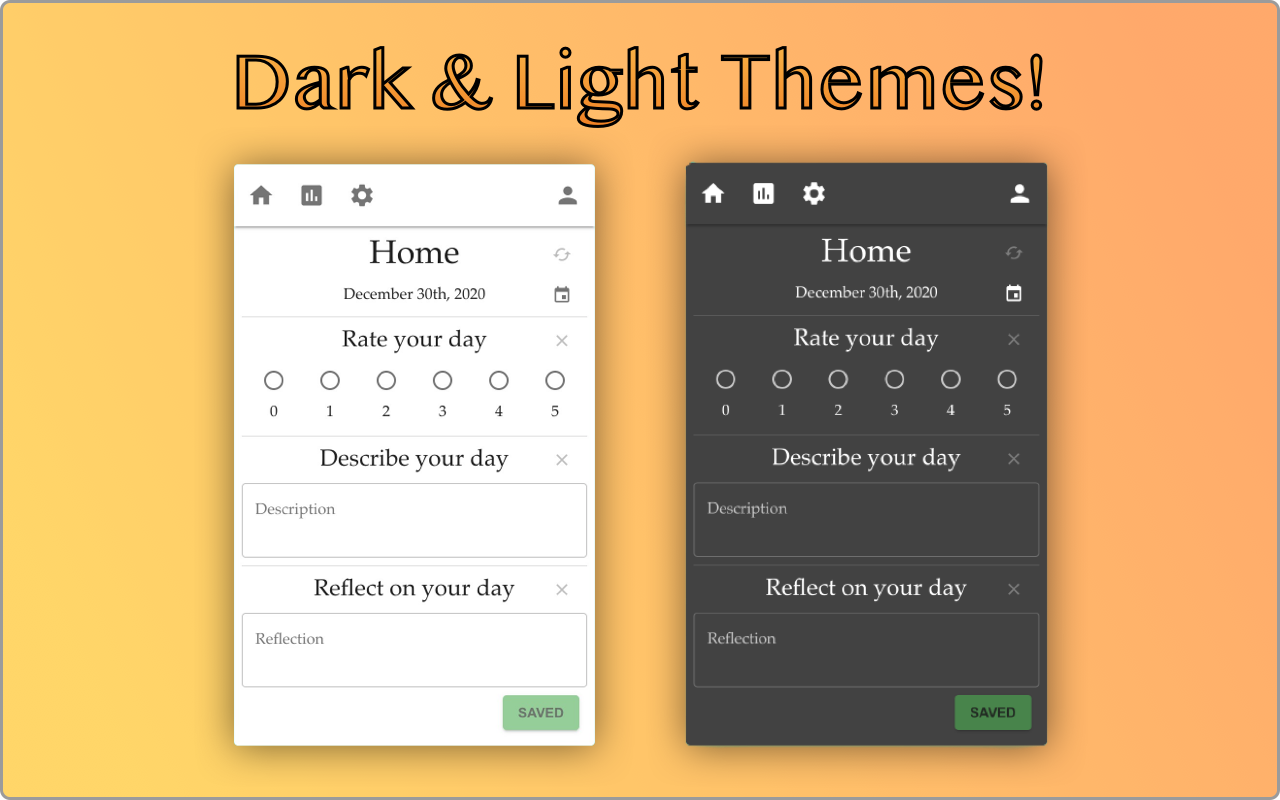 Dark & Light Themes!
Home
December 30th, 2020
Rate your day
0 1 2 3 4 5
Describe your day
Description
Reflect on your day
Reflection
SAVED
Home
December 30th, 2020
Rate your day
0 1 2 3 4 5
Describe your day
Description
Reflect on your day
Reflection
SAVED